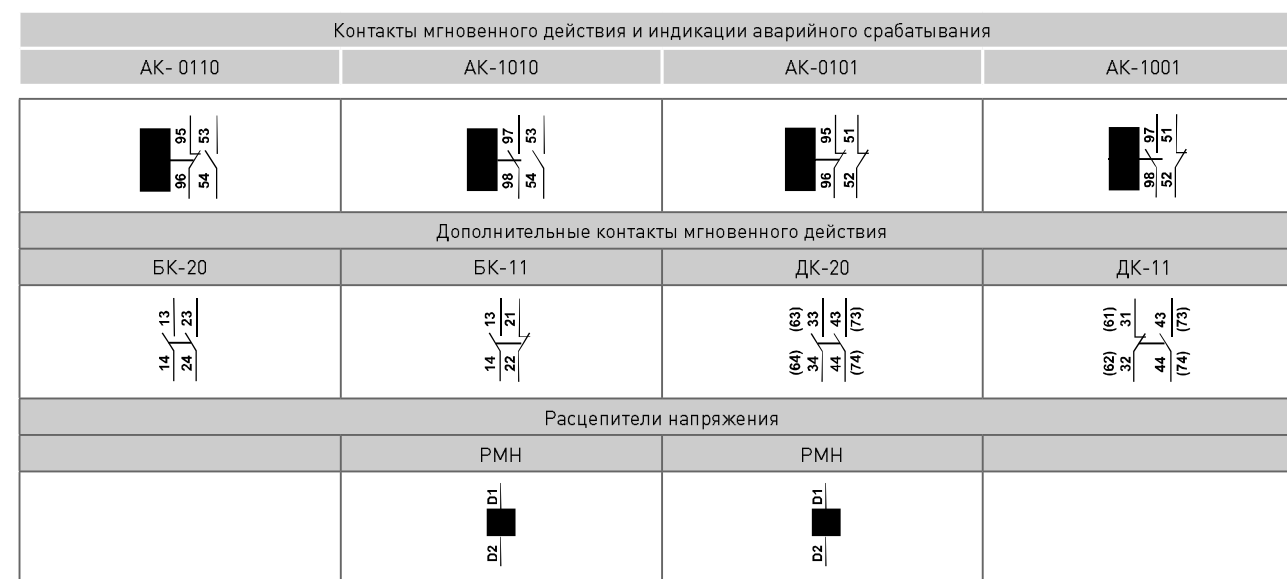 Контакты мгновенного действия и индикации аварийного срабатывания
АК- 0110 АК-1010 АК-0101 АК-1001
95 53 97 53 95 51 97 51
96 54 98 54 96 52 98 52
Дополнительные контакты мгновенного действия
БК-20 БК-11 ДК-20 ДК-11
13 23 13 21 (63) 33 43 (73) (61) 31 43 (73)
14 24 14 22 (64) 34 44 (74) (62) 32 44 (74)
Расцепители напряжения
РМН РМН
D1 D1
D2 D2